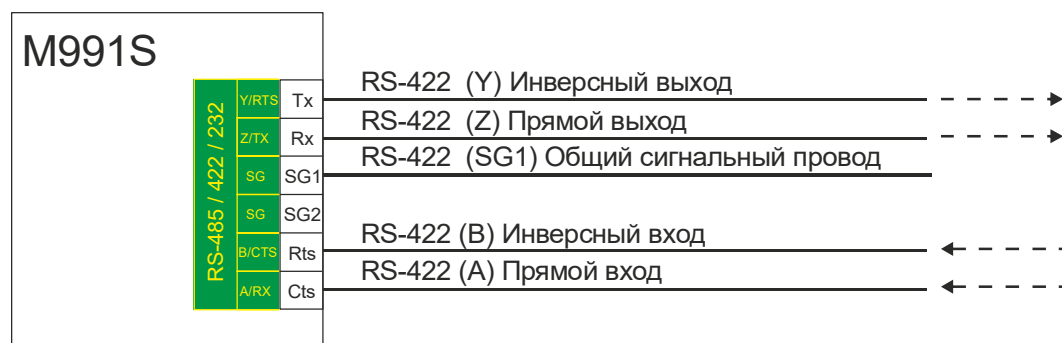 M991S
RS-485 / 422 / 232
Y/RTS Tx RS-422 (Y) Инверсный выход
Z/TX Rx RS-422 (Z) Прямой выход
SG SG1 RS-422 (SG1) Общий сигнальный провод
SG SG2
B/CTS Rts RS-422 (B) Инверсный вход
A/RX Cts RS-422 (A) Прямой вход